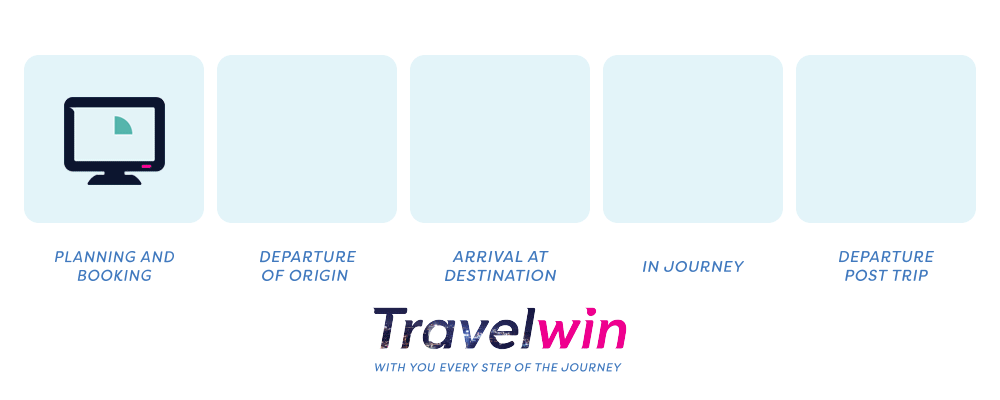 PLANNING AND
BOOKING
DEPARTURE
OF ORIGIN
ARRIVAL AT
DESTINATION
IN JOURNEY
DEPARTURE
POST TRIP
Travelwin
WITH YOU EVERY STEP OF THE JOURNEY